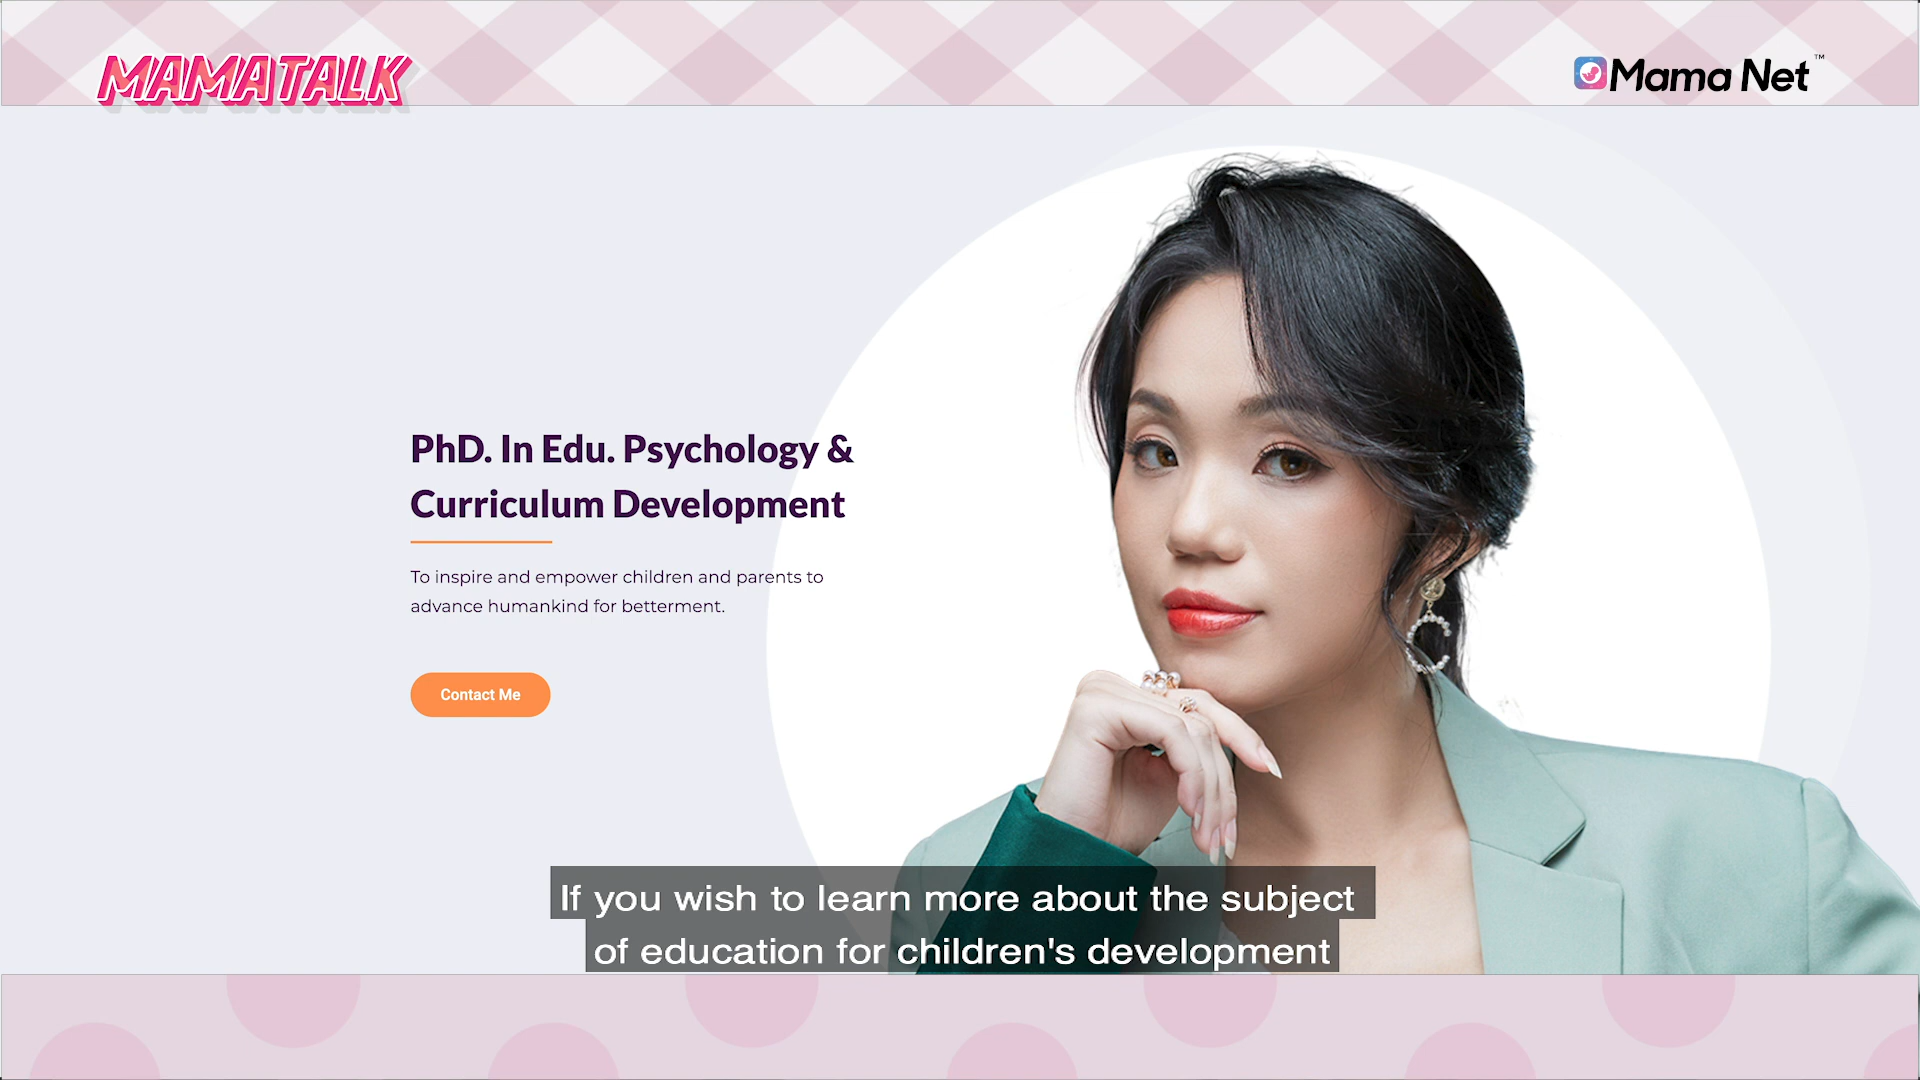 MAMATALK
Mama Net™
PhD. In Edu. Psychology &
Curriculum Development
To inspire and empower children and parents to
advance humankind for betterment.
Contact Me
If you wish to learn more about the subject
of education for children's development